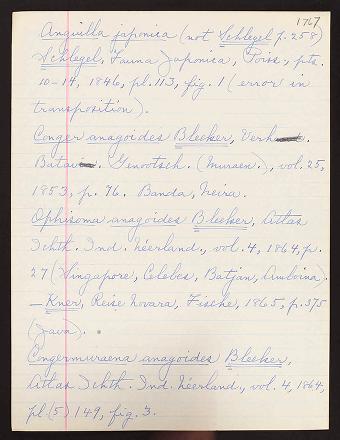 1767
Anguilla japonica (not Schlegel p. 258)
Schlegel, Fauna Japonica, Poiss., pts.
10-14, 1846, pl. 113, fig. 1 (error in
transposition).
Conger anagoides Bleeker, Verh.
Batav. Genootsch. (Muraen.), vol. 25,
1853, p. 76. Banda, Neira.
Ophisoma anagoides Bleeker, Atlas
Ichth. Ind. Néerland., vol. 4, 1864, p.
27 (Singapore, Celebes, Batjan, Amboina).
— Kner, Reise Novara, Fische, 1865, p. 375
(Java).
Congermuraena anagoides Bleeker,
Atlas Ichth. Ind. Néerland., vol. 4, 1864,
pl. (5) 149, fig. 3.